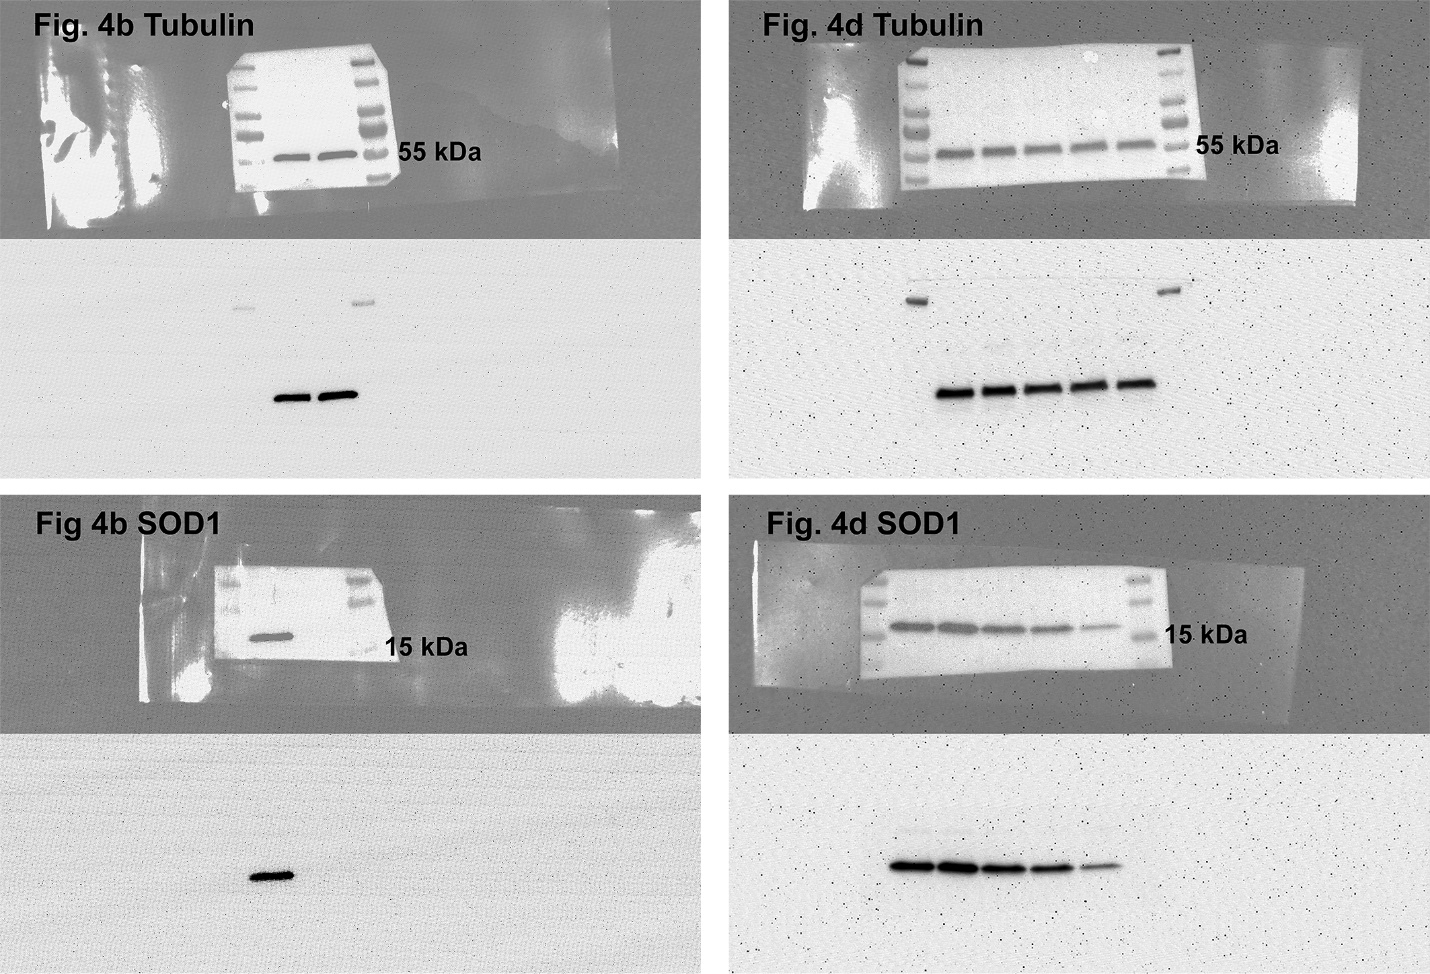 Fig. 4b Tubulin
55 kDa
Fig. 4d Tubulin
55 kDa
Fig 4b SOD1
15 kDa
Fig. 4d SOD1
15 kDa